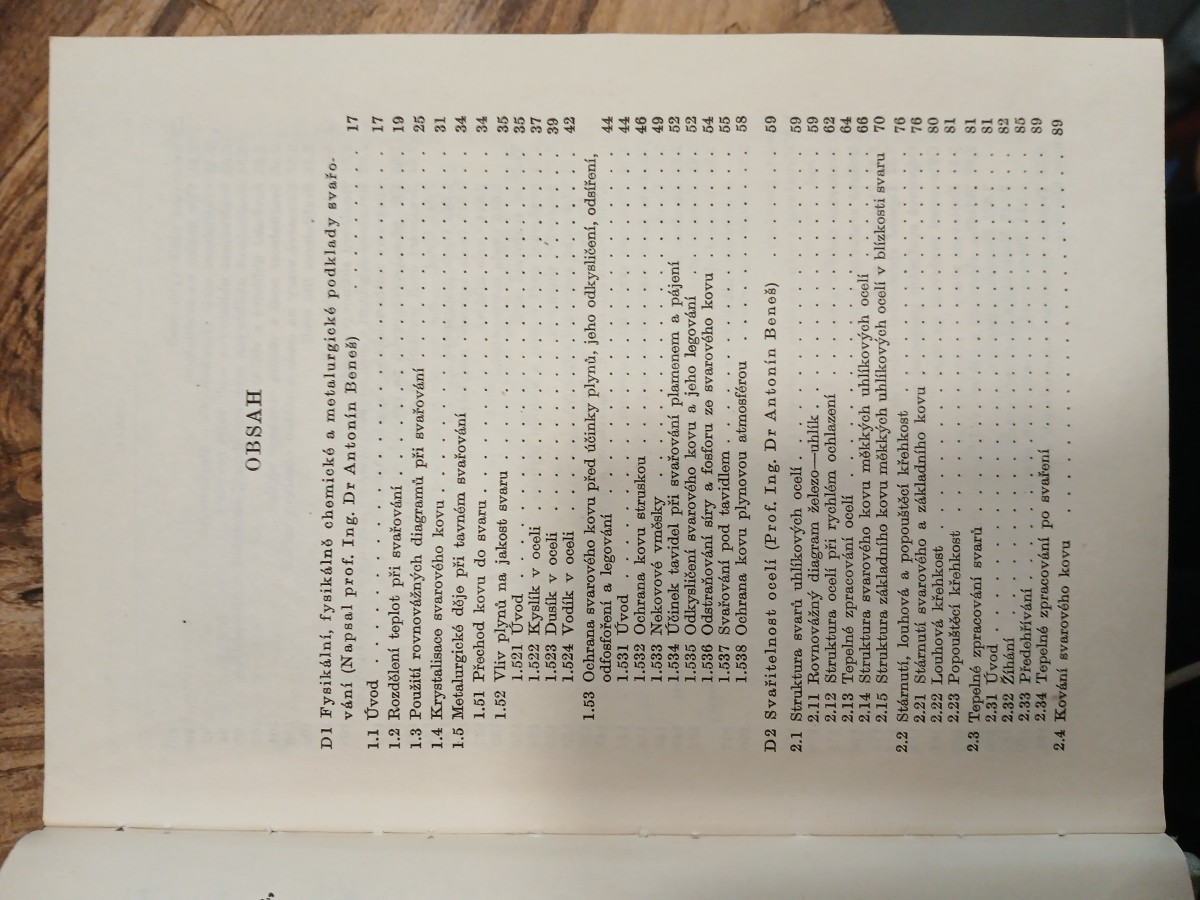 OBSAH
D1 Fysikální, fysikálně chemické a metalurgické podklady svařo-
vání (Napsal prof. Ing. Dr Antonín Beneš) . . . . . . . . 17
1.1 Úvod . . . . . . . . . . . . . . . . . . . . 17
1.2 Rozdělení teplot při svařování . . . . . . . . . . . . . 19
1.3 Použití rovnovážných diagramů při svařování . . . . . . . . 25
1.4 Krystalisace svarového kovu . . . . . . . . . . . . . . 31
1.5 Metalurgické děje při tavném svařování . . . . . . . . . . 34
1.51 Přechod kovu do svaru . . . . . . . . . . . . . . 34
1.52 Vliv plynů na jakost svaru . . . . . . . . . . . . . 35
1.521 Úvod . . . . . . . . . . . . . . . . . . 35
1.522 Kyslík v oceli . . . . . . . . . . . . . . . 37
1.523 Dusík v oceli . . . . . . . . . . . . . . . 39
1.524 Vodík v oceli . . . . . . . . . . . . . . . 42
1.53 Ochrana svarového kovu před účinky plynů, jeho odkysličení, odsíření,
odfosfoření a legování . . . . . . . . . . . . . . . 44
1.531 Úvod . . . . . . . . . . . . . . . . . . 44
1.532 Ochrana kovu struskou . . . . . . . . . . . . 46
1.533 Nekovové vměsky . . . . . . . . . . . . . . 49
1.534 Účinek tavidel při svařování plamenem a pájení . . . . . 52
1.535 Odkysličení svarového kovu a jeho legování . . . . . . 52
1.536 Odstraňování síry a fosforu ze svarového kovu . . . . . 54
1.537 Svařování pod tavidlem . . . . . . . . . . . . 55
1.538 Ochrana kovu plynovou atmosférou . . . . . . . . . 58
D2 Svařitelnost ocelí (Prof. Ing. Dr Antonín Beneš) . . . . . 59
2.1 Struktura svarů uhlíkových ocelí . . . . . . . . . . . . . 59
2.11 Rovnovážný diagram železo—uhlík . . . . . . . . . . . 59
2.12 Struktura ocelí při rychlém ochlazení . . . . . . . . . . 62
2.13 Tepelné zpracování ocelí . . . . . . . . . . . . . . 64
2.14 Struktura svarového kovu měkkých uhlíkových ocelí . . . . . 66
2.15 Struktura základního kovu měkkých uhlíkových ocelí v blízkosti svaru 70
2.2 Stárnutí, louhová a popouštěcí křehkost . . . . . . . . . . 76
2.21 Stárnutí svarového a základního kovu . . . . . . . . . . 76
2.22 Louhová křehkost . . . . . . . . . . . . . . . . 80
2.23 Popouštěcí křehkost . . . . . . . . . . . . . . . 81
2.3 Tepelné zpracování svarů . . . . . . . . . . . . . . . 81
2.31 Úvod . . . . . . . . . . . . . . . . . . . . 81
2.32 Žíhání . . . . . . . . . . . . . . . . . . . 82
2.33 Předehřívání . . . . . . . . . . . . . . . . . 85
2.34 Tepelné zpracování po svaření . . . . . . . . . . . . 89
2.4 Kování svarového kovu . . . . . . . . . . . . . . . . 89